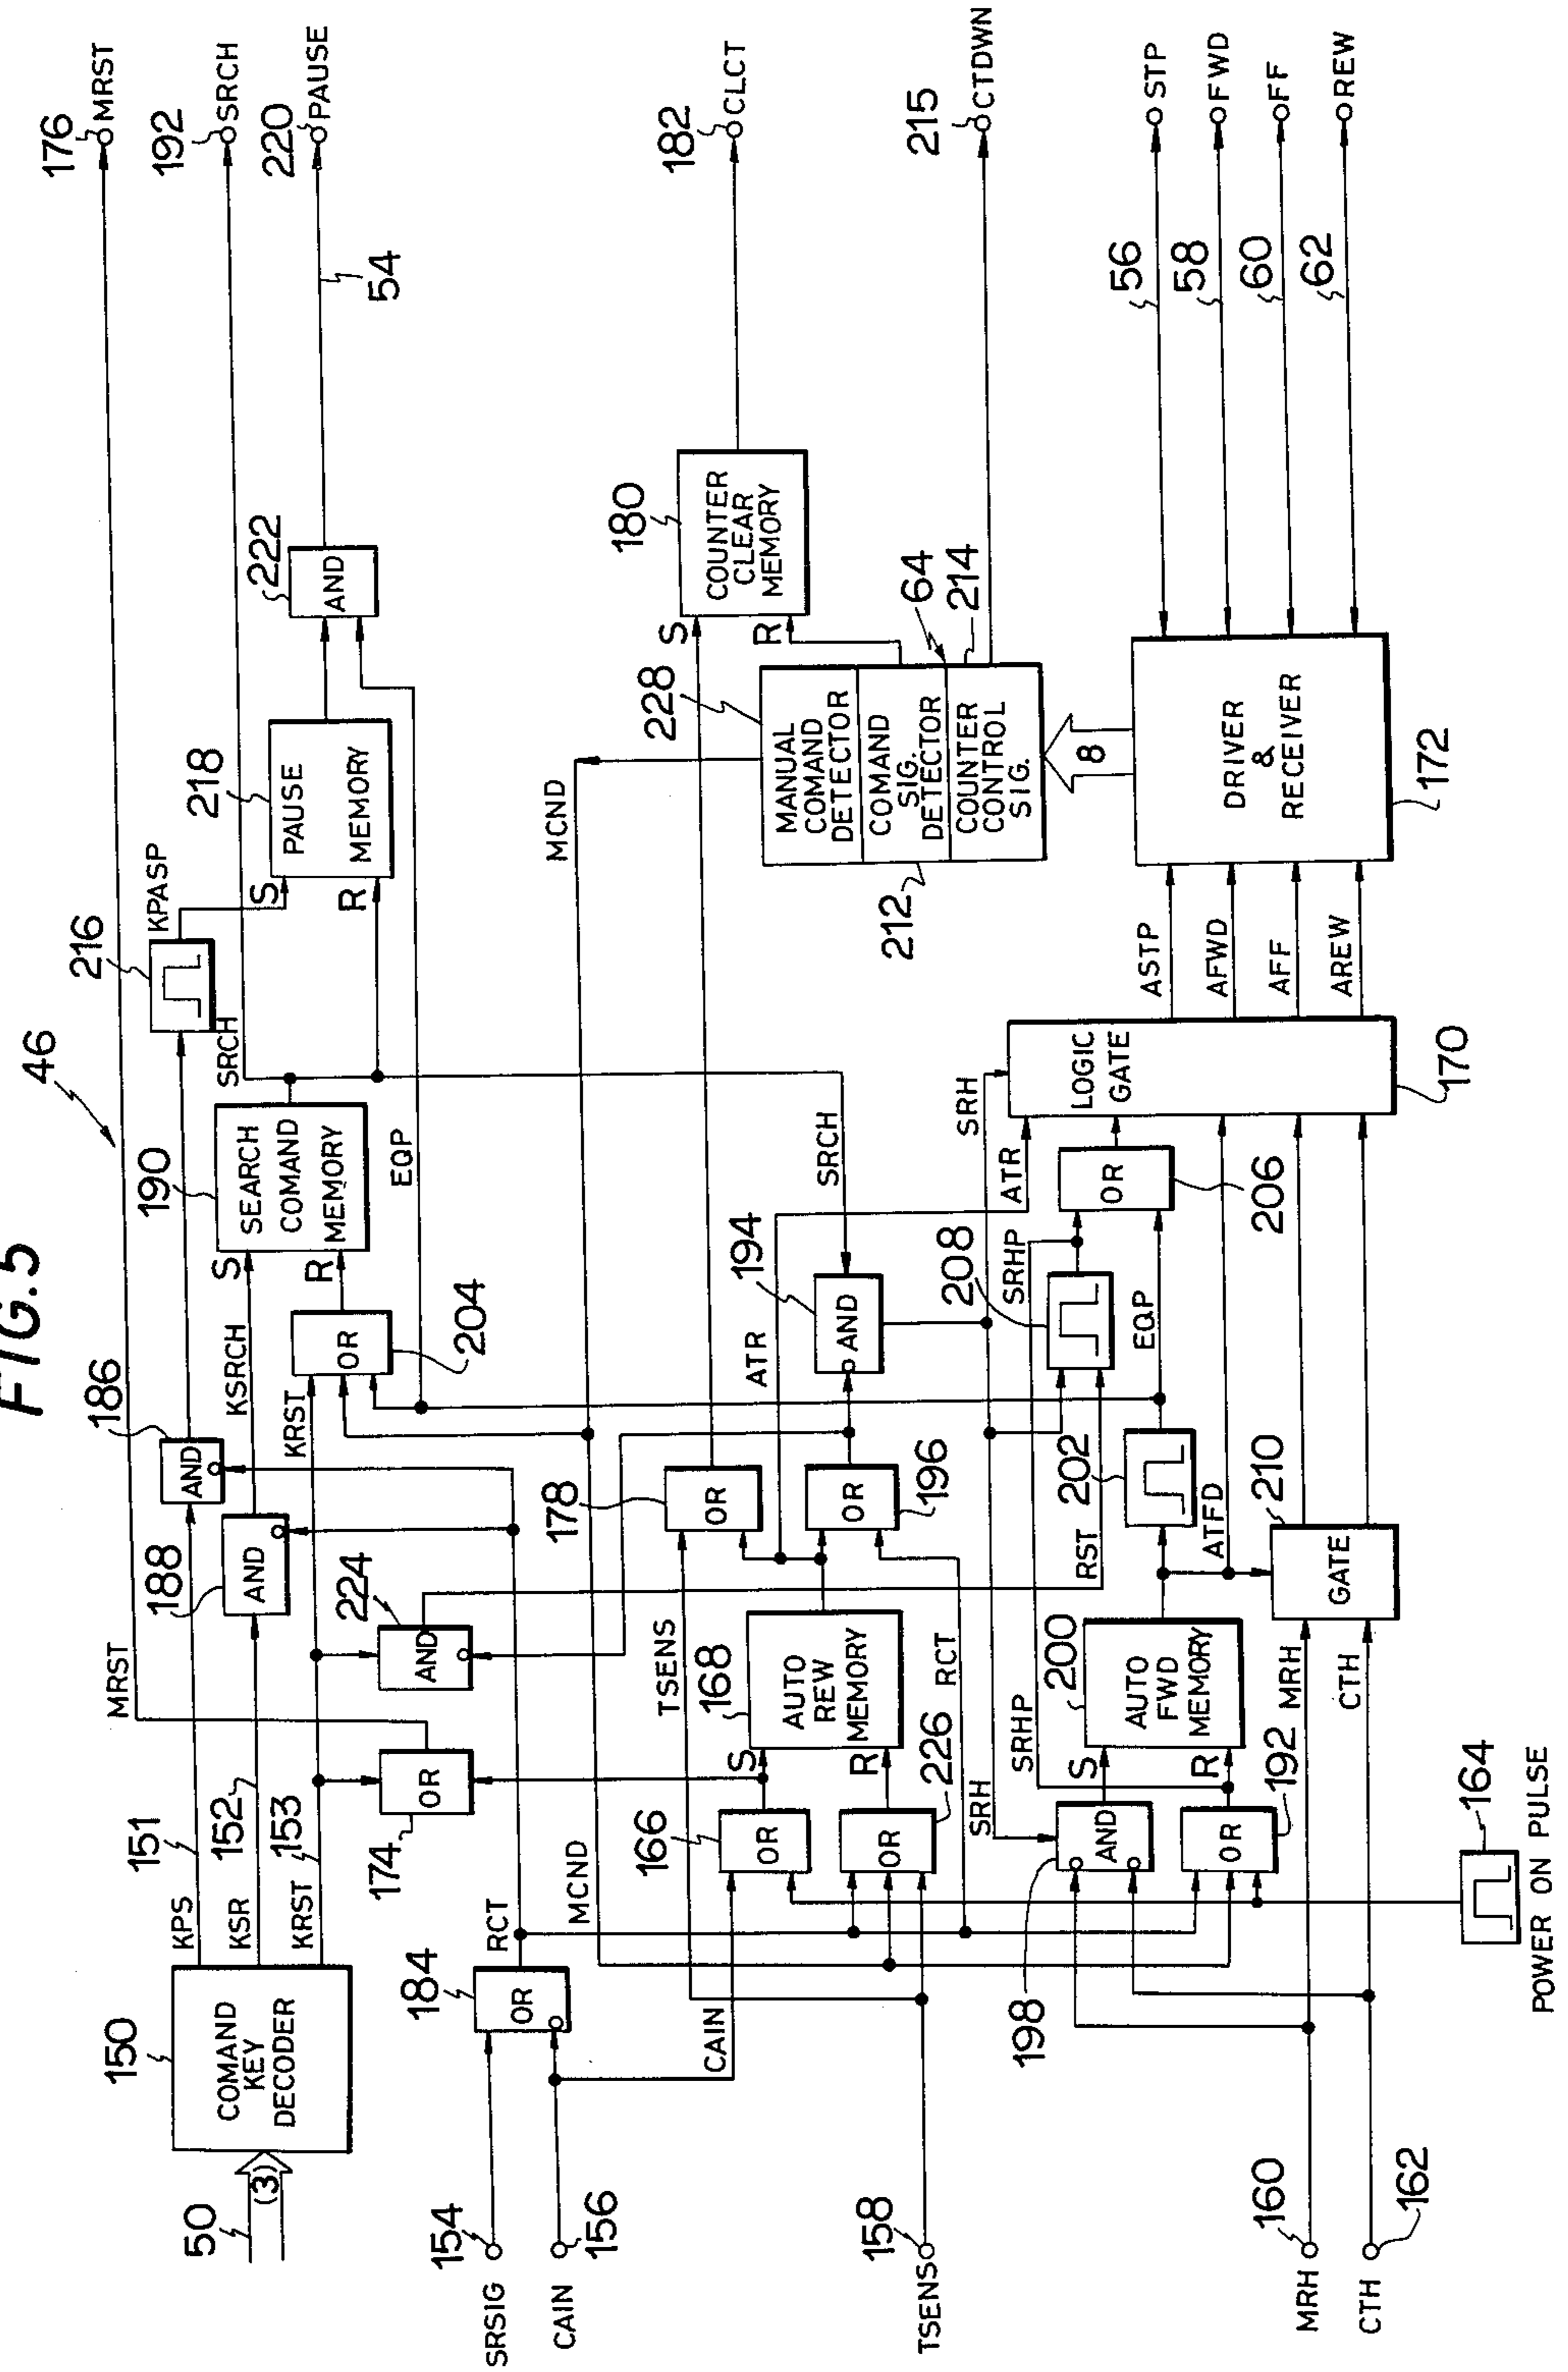 FIG.5
46
50
(3)
150
COMAND
KEY
DECODER
KPS
151
KSR
152
KRST
153
MRST
174
OR
188
AND
186
AND
224
AND
KSRCH
KRST
OR
204
S
R
190
SEARCH
COMAND
MEMORY
SRCH
EQP
216
KPASP
S
R
218
PAUSE
MEMORY
222
AND
54
176
MRST
192
SRCH
220
PAUSE
154
SRSIG
156
CAIN
184
OR
RCT
MCND
CAIN
166
OR
S
R
226
OR
TSENS
168
AUTO
REW
MEMORY
RCT
178
OR
196
OR
ATR
194
AND
SRCH
MCND
228
MANUAL
COMAND
DETECTOR
COMAND
SIG.
DETECTOR
COUNTER
CONTROL
SIG.
212
64
214
S
R
180
COUNTER
CLEAR
MEMORY
182
CLCT
215
CTDWN
158
TSENS
SRH
SRHP
198
AND
S
R
192
OR
200
AUTO
FWD
MEMORY
RST
202
ATFD
EQP
208
SRHP
ATR
SRH
OR
206
LOGIC
GATE
170
160
MRH
162
CTH
MRH
CTH
210
GATE
164
POWER ON PULSE
ASTP
AFWD
AFF
AREW
8
DRIVER
&
RECEIVER
172
56
58
60
62
STP
FWD
FF
REW